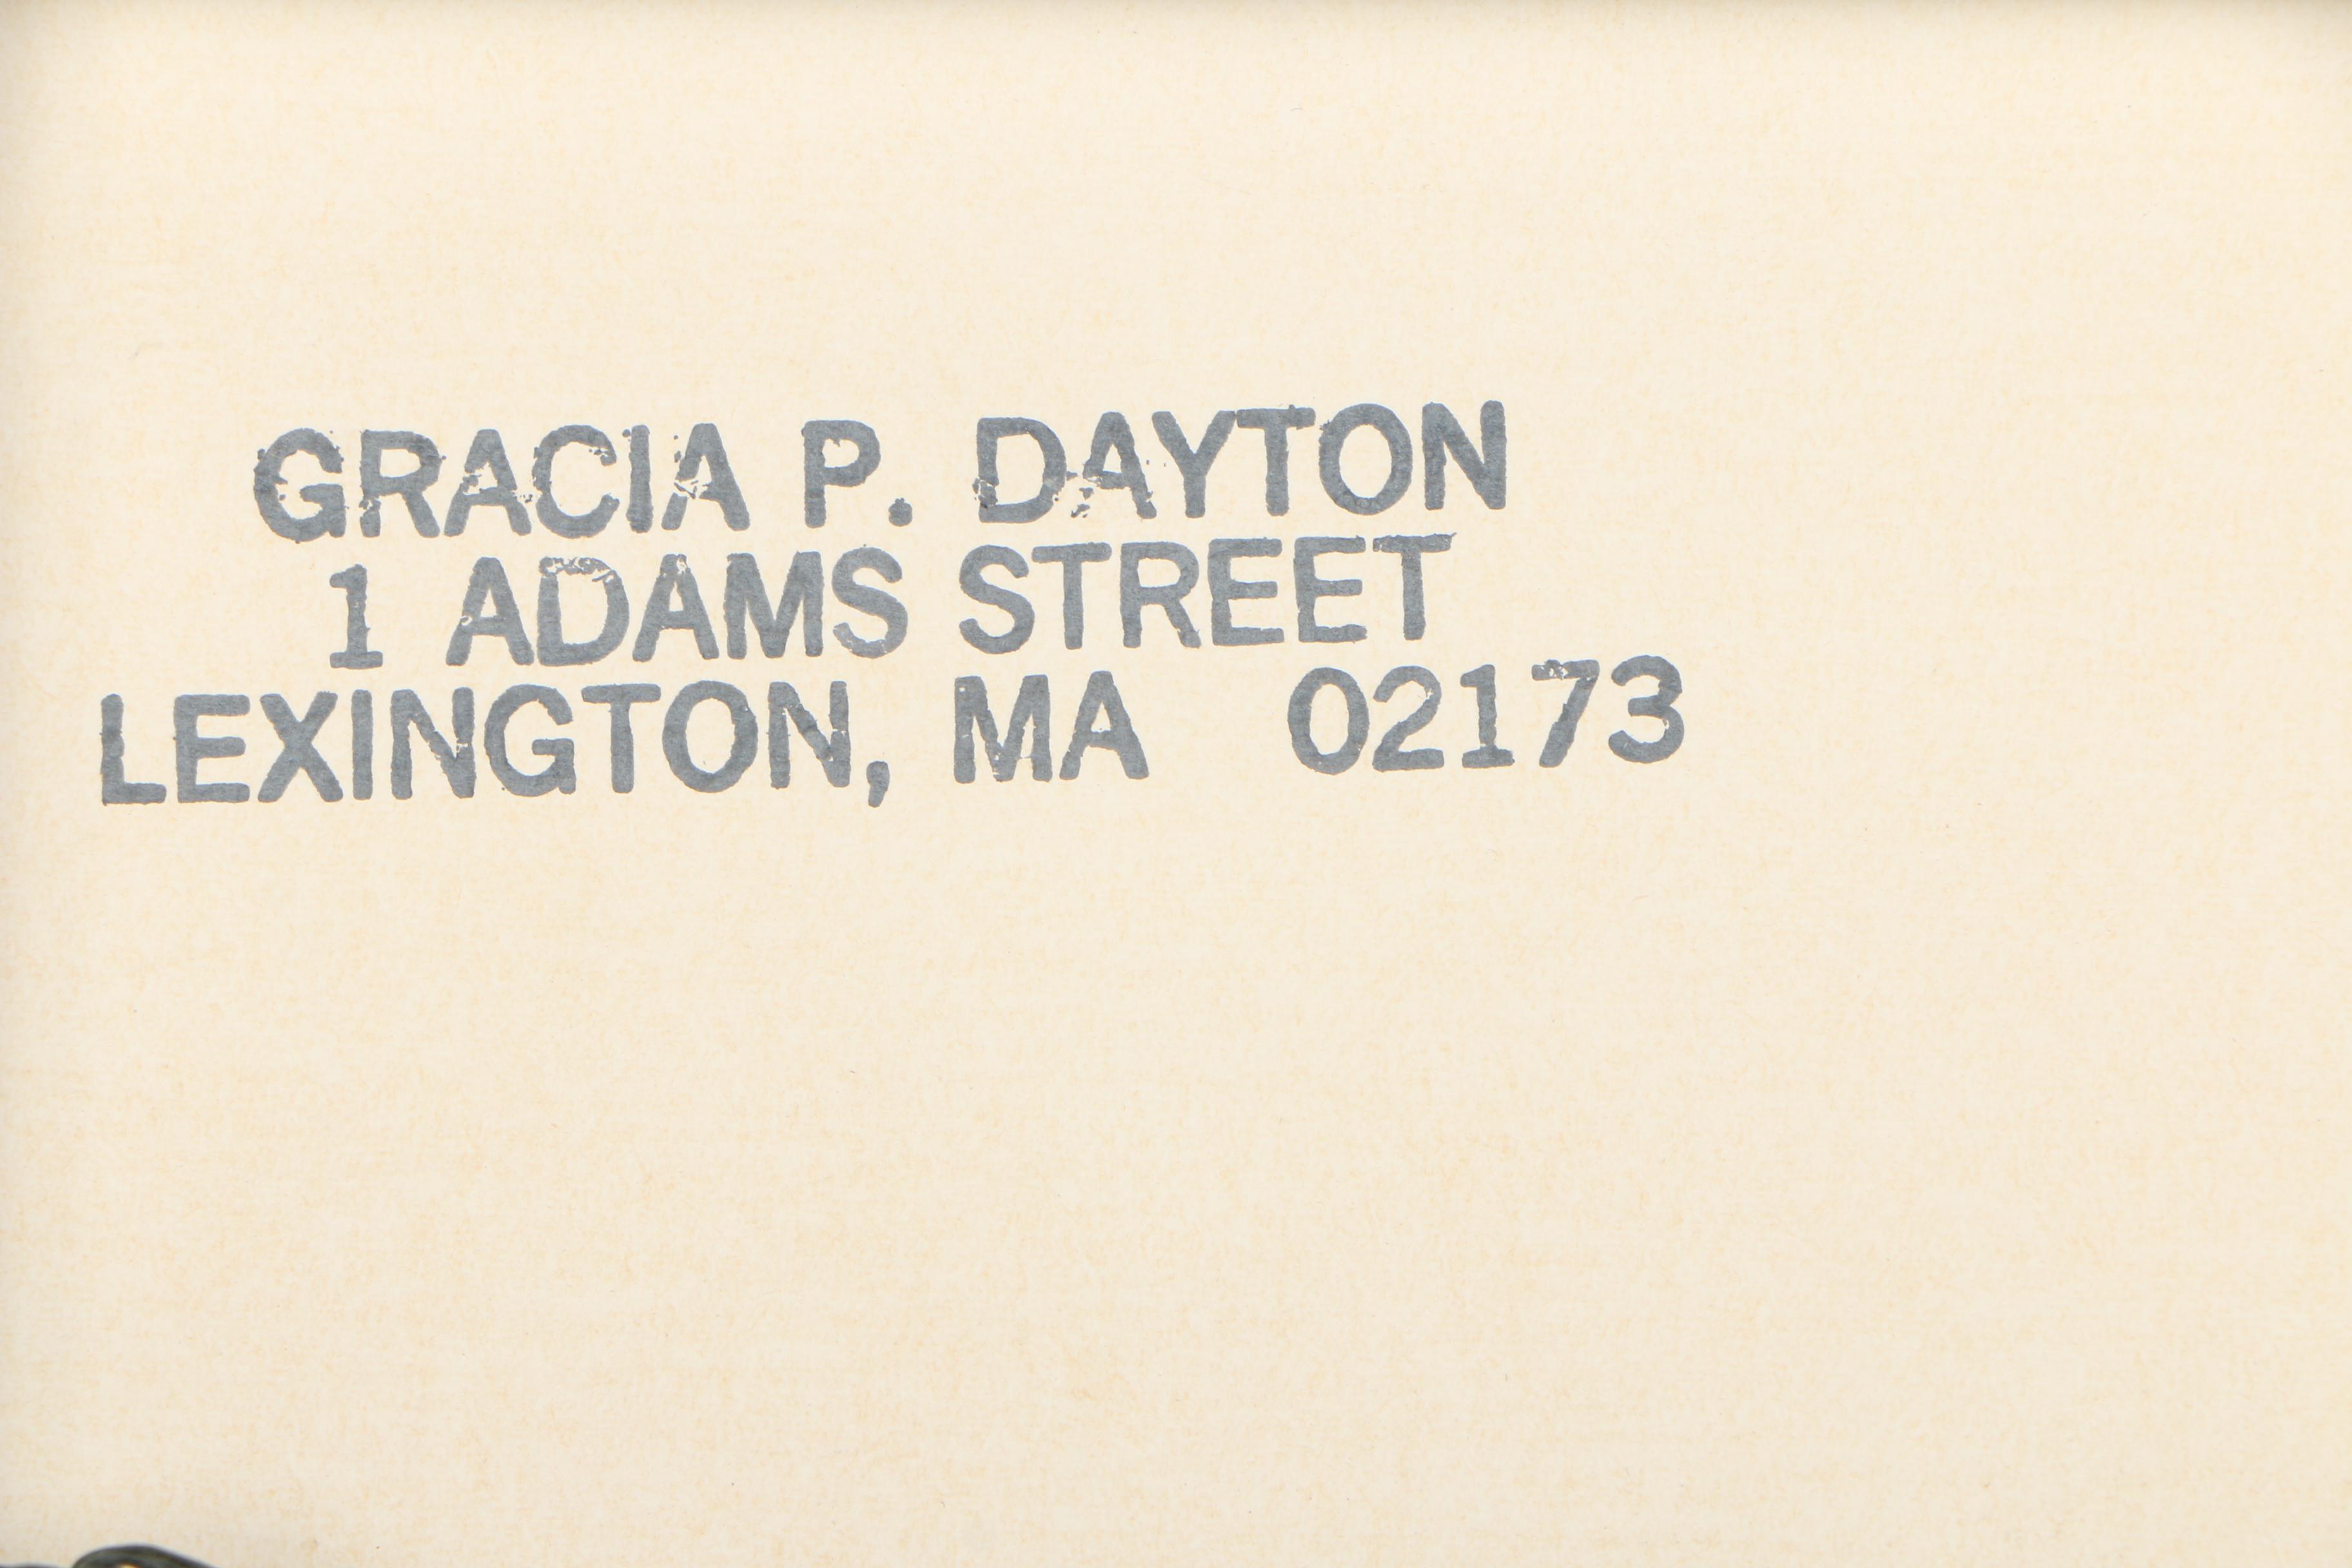 GRACIA P. DAYTON
1 ADAMS STREET
LEXINGTON, MA 02173